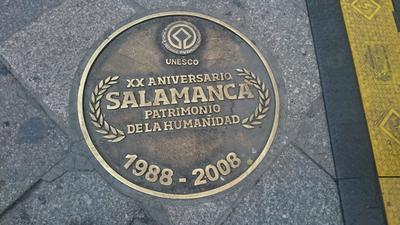 UNESCO
XX ANIVERSARIO
SALAMANCA
PATRIMONIO
DE LA HUMANIDAD
1988 - 2008